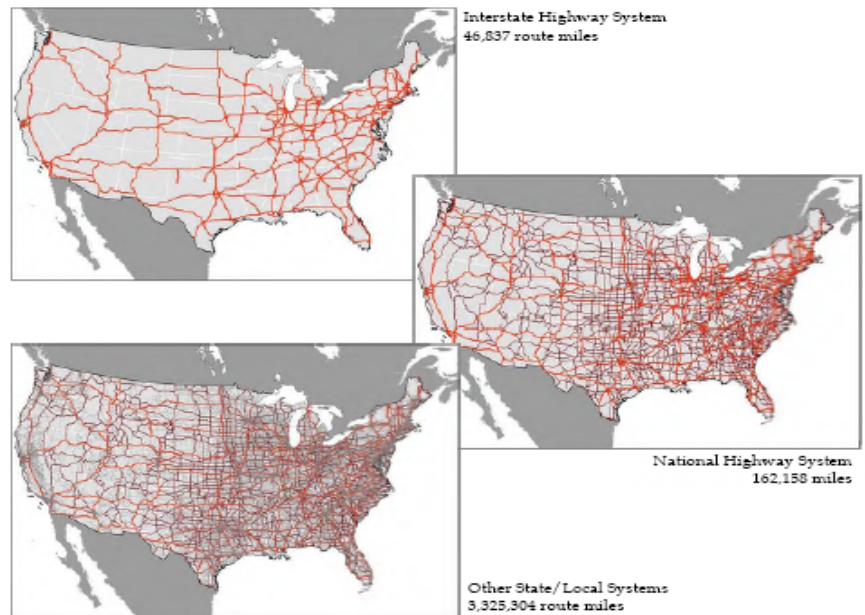 Interstate Highway System
46,837 route miles
National Highway System
162,158 miles
Other State/Local Systems
3,325,304 route miles